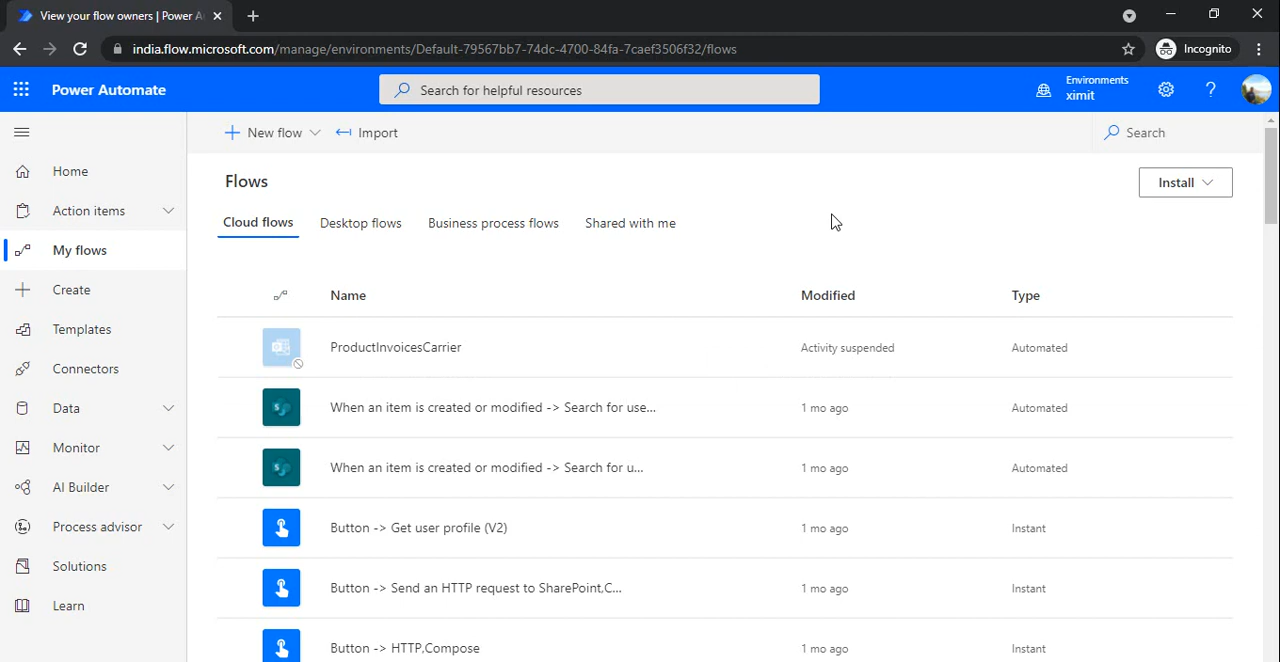 View your flow owners | Power A
india.flow.microsoft.com/manage/environments/Default-79567bb7-74dc-4700-84fa-7caef3506f32/flows
Incognito
Power Automate
Search for helpful resources
Environments
ximit
?
New flow
Import
Search
Home
Action items
My flows
Create
Templates
Connectors
Data
Monitor
AI Builder
Process advisor
Solutions
Learn
Flows
Install
Cloud flows Desktop flows Business process flows Shared with me
Name Modified Type
ProductInvoicesCarrier Activity suspended Automated
When an item is created or modified -> Search for use... 1 mo ago Automated
When an item is created or modified -> Search for u... 1 mo ago Automated
Button -> Get user profile (V2) 1 mo ago Instant
Button -> Send an HTTP request to SharePoint,C... 1 mo ago Instant
Button -> HTTP,Compose 1 mo ago Instant